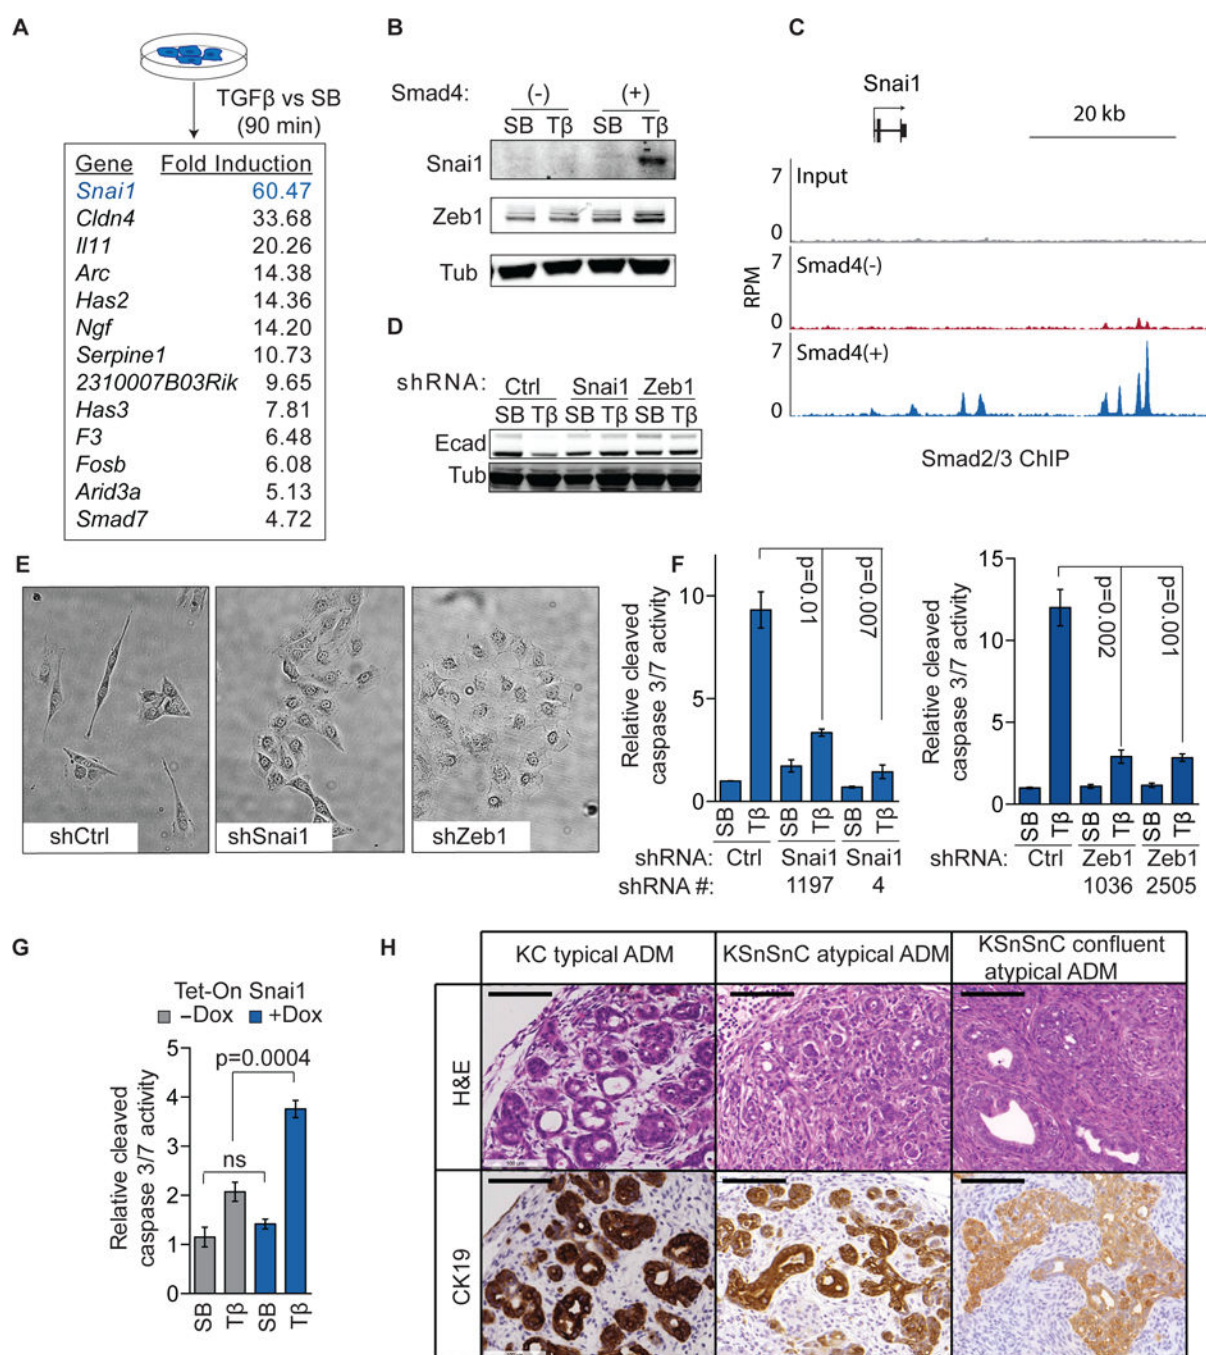 A
TGFβ vs SB
(90 min)
Gene Fold Induction
Snai1 60.47
Cldn4 33.68
Il11 20.26
Arc 14.38
Has2 14.36
Ngf 14.20
Serpine1 10.73
2310007B03Rik 9.65
Has3 7.81
F3 6.48
Fosb 6.08
Arid3a 5.13
Smad7 4.72
B
Smad4: (-) (+)
SB Tβ SB Tβ
Snai1
Zeb1
Tub
C
Snai1
20 kb
7 Input
0
7 Smad4(-)
RPM
0
7 Smad4(+)
0
Smad2/3 ChIP
D
shRNA: Ctrl Snai1 Zeb1
SB Tβ SB Tβ SB Tβ
Ecad
Tub
E
shCtrl shSnai1 shZeb1
F
Relative cleaved
caspase 3/7 activity
10
5
0
p=0.01
p=0.007
SB Tβ SB Tβ SB Tβ
shRNA: Ctrl Snai1 Snai1
shRNA #: 1197 4
Relative cleaved
caspase 3/7 activity
15
10
5
0
p=0.002
p=0.001
SB Tβ SB Tβ SB Tβ
shRNA: Ctrl Zeb1 Zeb1
1036 2505
G
Tet-On Snai1
–Dox +Dox
Relative cleaved
caspase 3/7 activity
5
4
3
2
1
0
p=0.0004
ns
SB Tβ SB Tβ
H
KC typical ADM
KSnSnC atypical ADM
KSnSnC confluent
atypical ADM
H&E
CK19